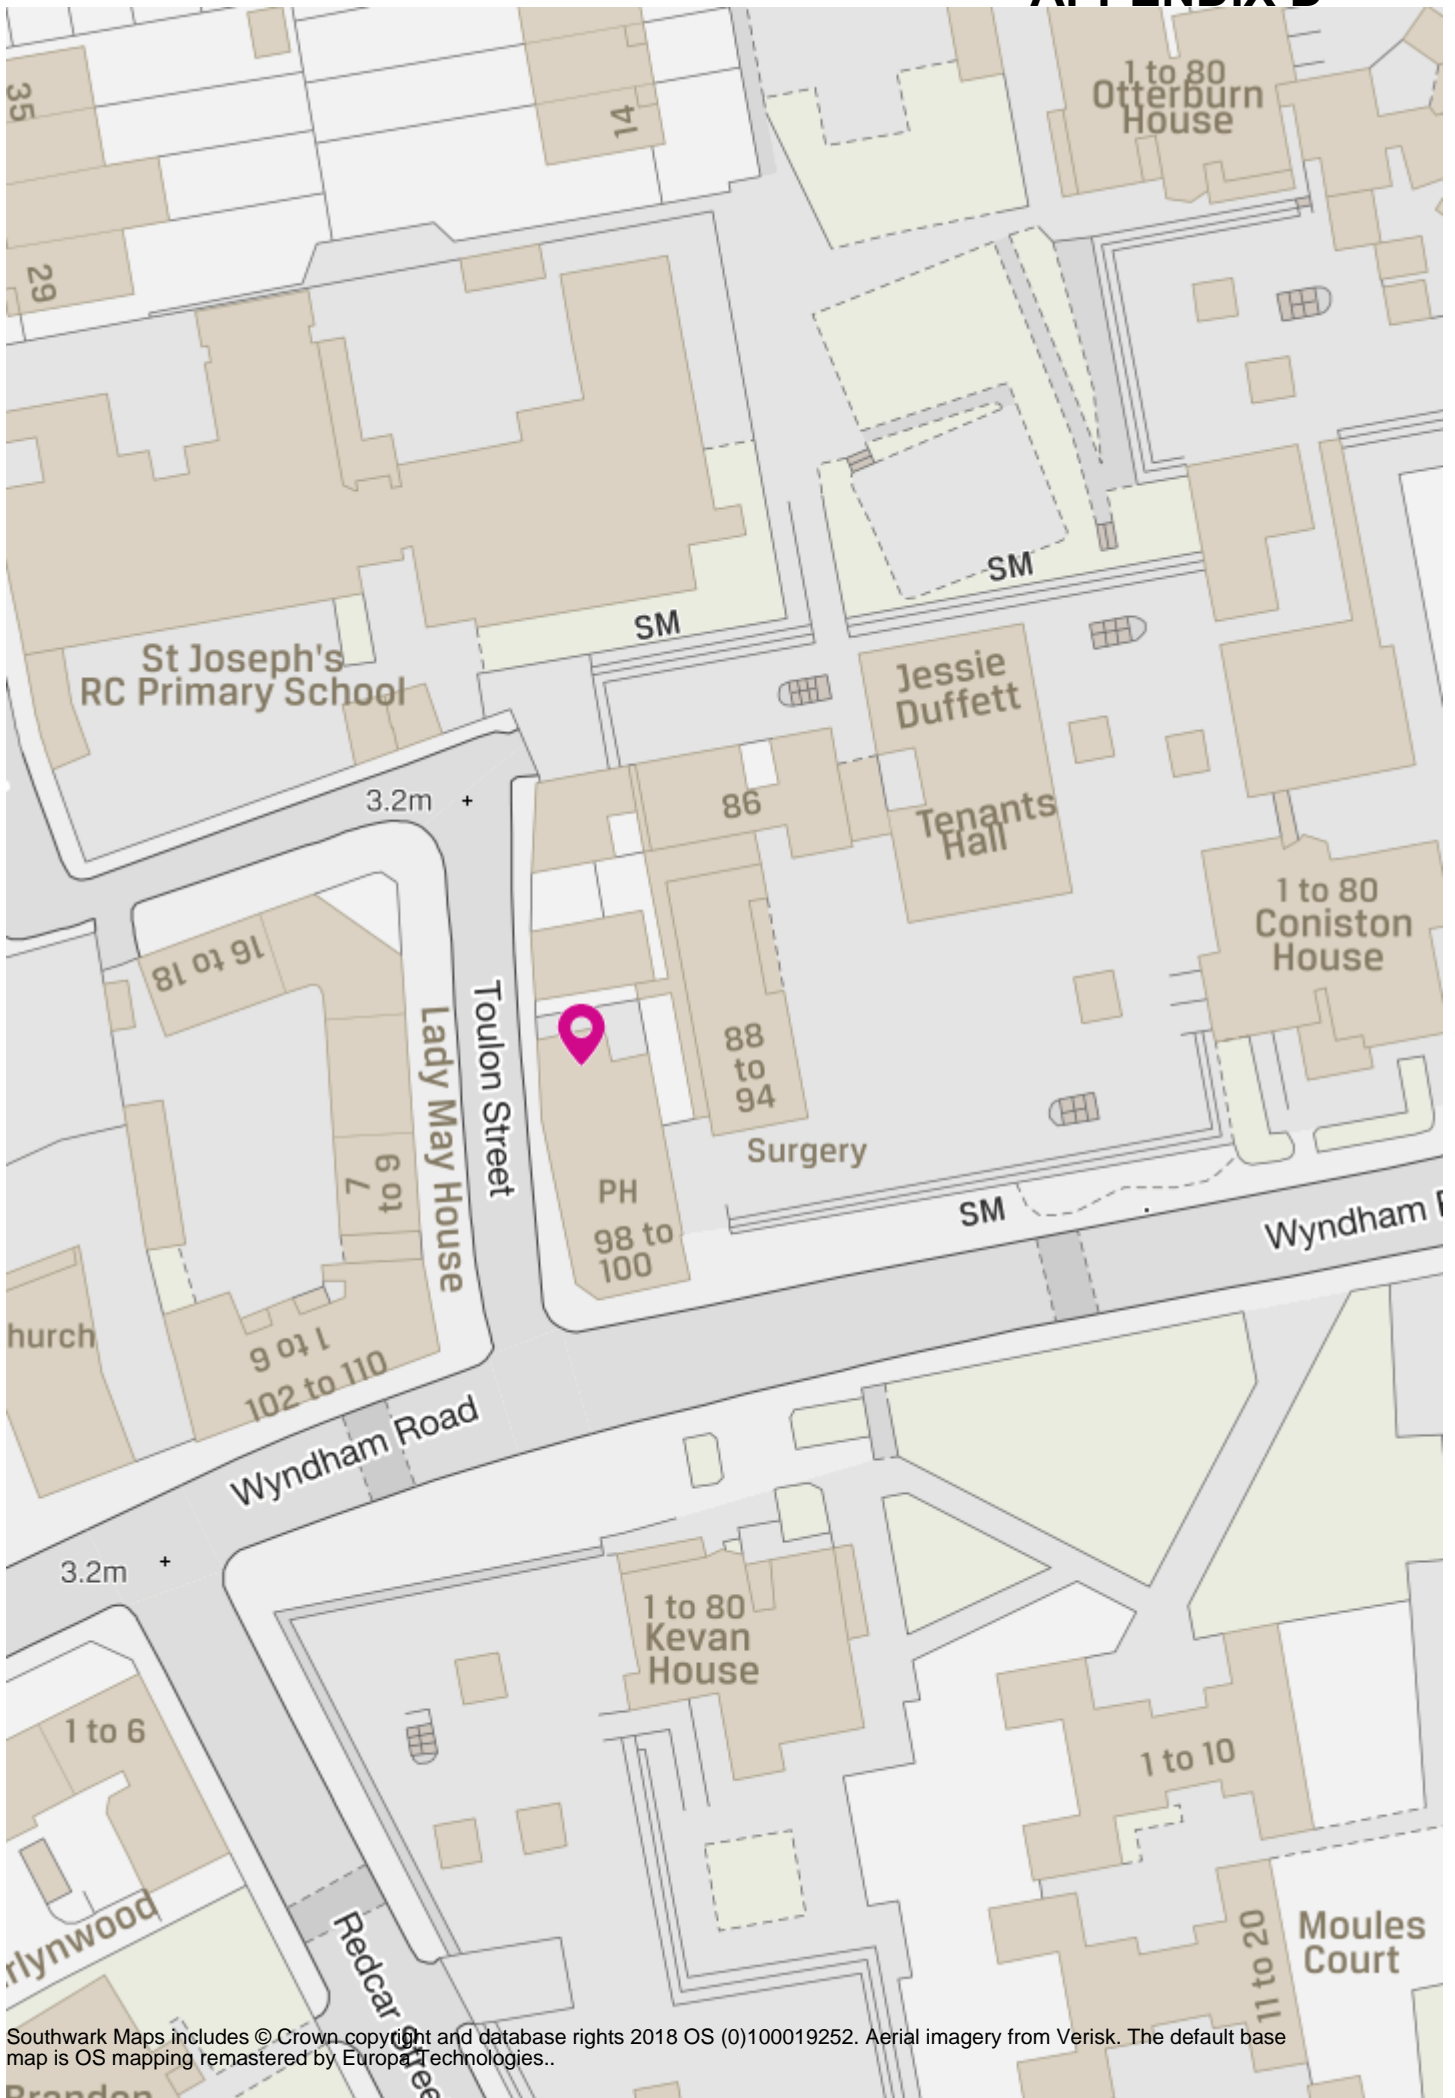 35
14
1 to 80
Otterburn
House
29
SM
SM
St Joseph's
RC Primary School
Jessie
Duffett
3.2m
86
Tenants
Hall
1 to 80
Coniston
House
16 to 18
Toulon Street
Lady May House
88
to
94
Surgery
6 to
7
PH
98 to
100
SM
Wyndham
hurch
1 to 6
102 to 110
Wyndham Road
3.2m
1 to 80
Kevan
House
1 to 6
1 to 10
rlynwood
Moules
Court
11 to 20
Redcar Stree
Southwark Maps includes © Crown copyright and database rights 2018 OS (0)100019252. Aerial imagery from Verisk. The default base
map is OS mapping remastered by Europa Technologies..
Brandon